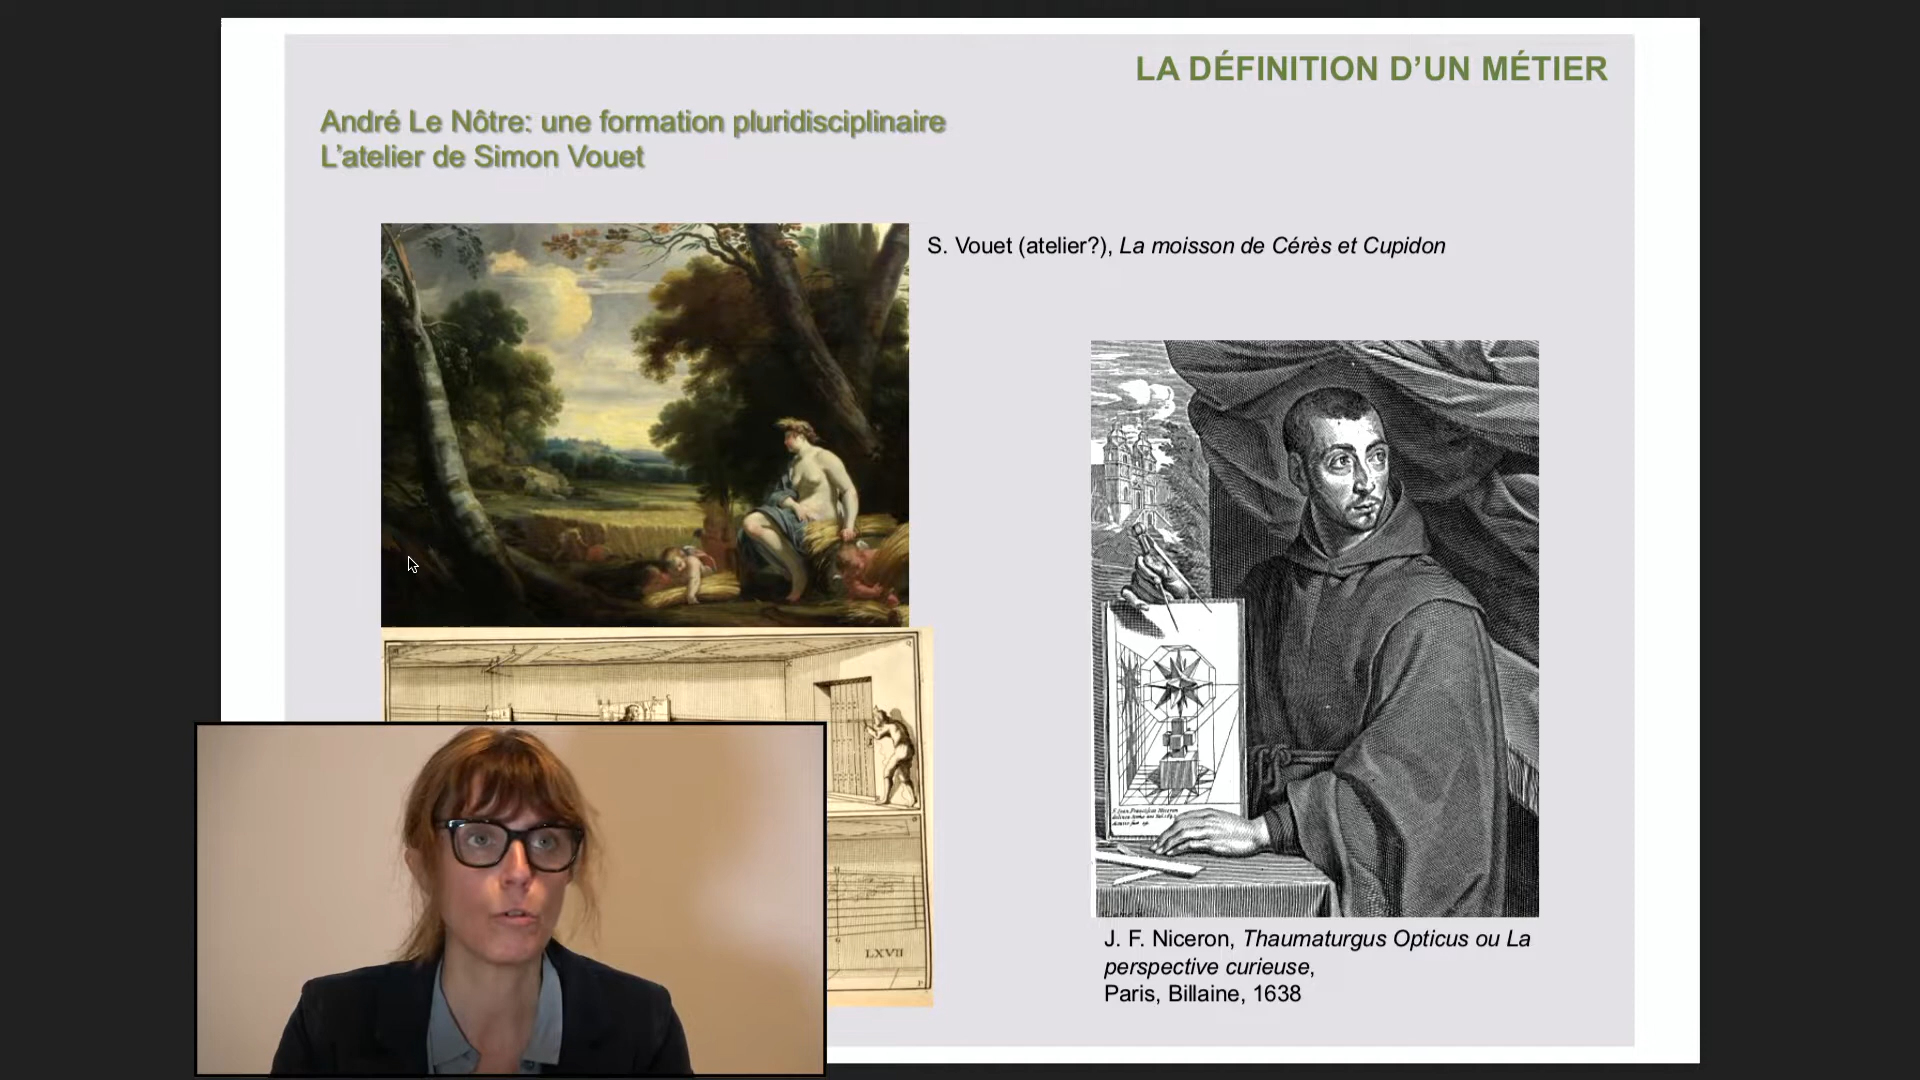 LA DÉFINITION D’UN MÉTIER
André Le Nôtre: une formation pluridisciplinaire
L’atelier de Simon Vouet
S. Vouet (atelier?), La moisson de Cérès et Cupidon
LXVII
J. F. Niceron, Thaumaturgus Opticus ou La
perspective curieuse,
Paris, Billaine, 1638